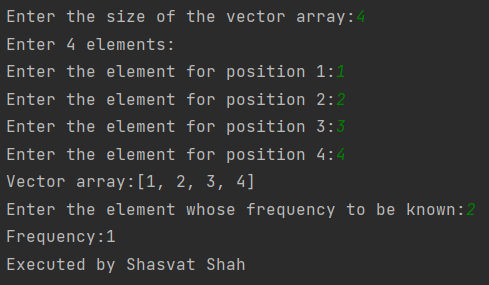 Enter the size of the vector array:4
Enter 4 elements:
Enter the element for position 1:1
Enter the element for position 2:2
Enter the element for position 3:3
Enter the element for position 4:4
Vector array:[1, 2, 3, 4]
Enter the element whose frequency to be known:2
Frequency:1
Executed by Shasvat Shah